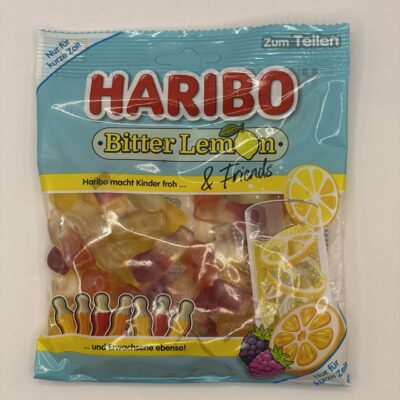 Nur für
kurze Zeit
Zum Teilen
HARIBO
Bitter Lemon
& Friends
Haribo macht Kinder froh ...
... und Erwachsene ebenso!
Nur für
kurze Zeit